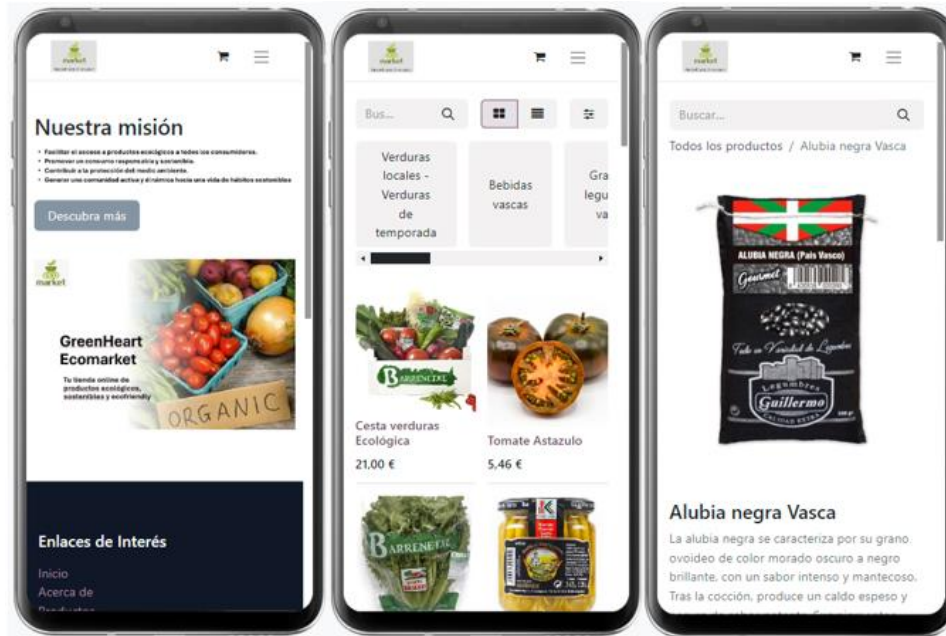 market
Nuestra misión
• Facilitar el acceso a productos ecológicos a todos los consumidores.
• Promover un consumo responsable y sostenible.
• Contribuir a la protección del medio ambiente.
• Generar una comunidad activa y dinámica hacia una vida de hábitos sostenibles
Descubra más
market
GreenHeart
Ecomarket
Tu tienda online de
productos ecológicos,
sostenibles y ecofriendly
ORGANIC
Enlaces de Interés
Inicio
Acerca de
Productos
market
Bus...
Verduras
locales -
Verduras
de
temporada
Bebidas
vascas
Gra
legu
va
BARRENETXE
Cesta verduras
Ecológica
21,00 €
Tomate Astazulo
5,46 €
BARRENETXE
market
Buscar...
Todos los productos / Alubia negra Vasca
ALUBIA NEGRA (País Vasco)
Gourmet
Todo en Variedad de Legumbres
Legumbres
Guillermo
CALIDAD EXTRA
Alubia negra Vasca
La alubia negra se caracteriza por su grano
ovoideo de color morado oscuro a negro
brillante, con un sabor intenso y mantecoso.
Tras la cocción, produce un caldo espeso y